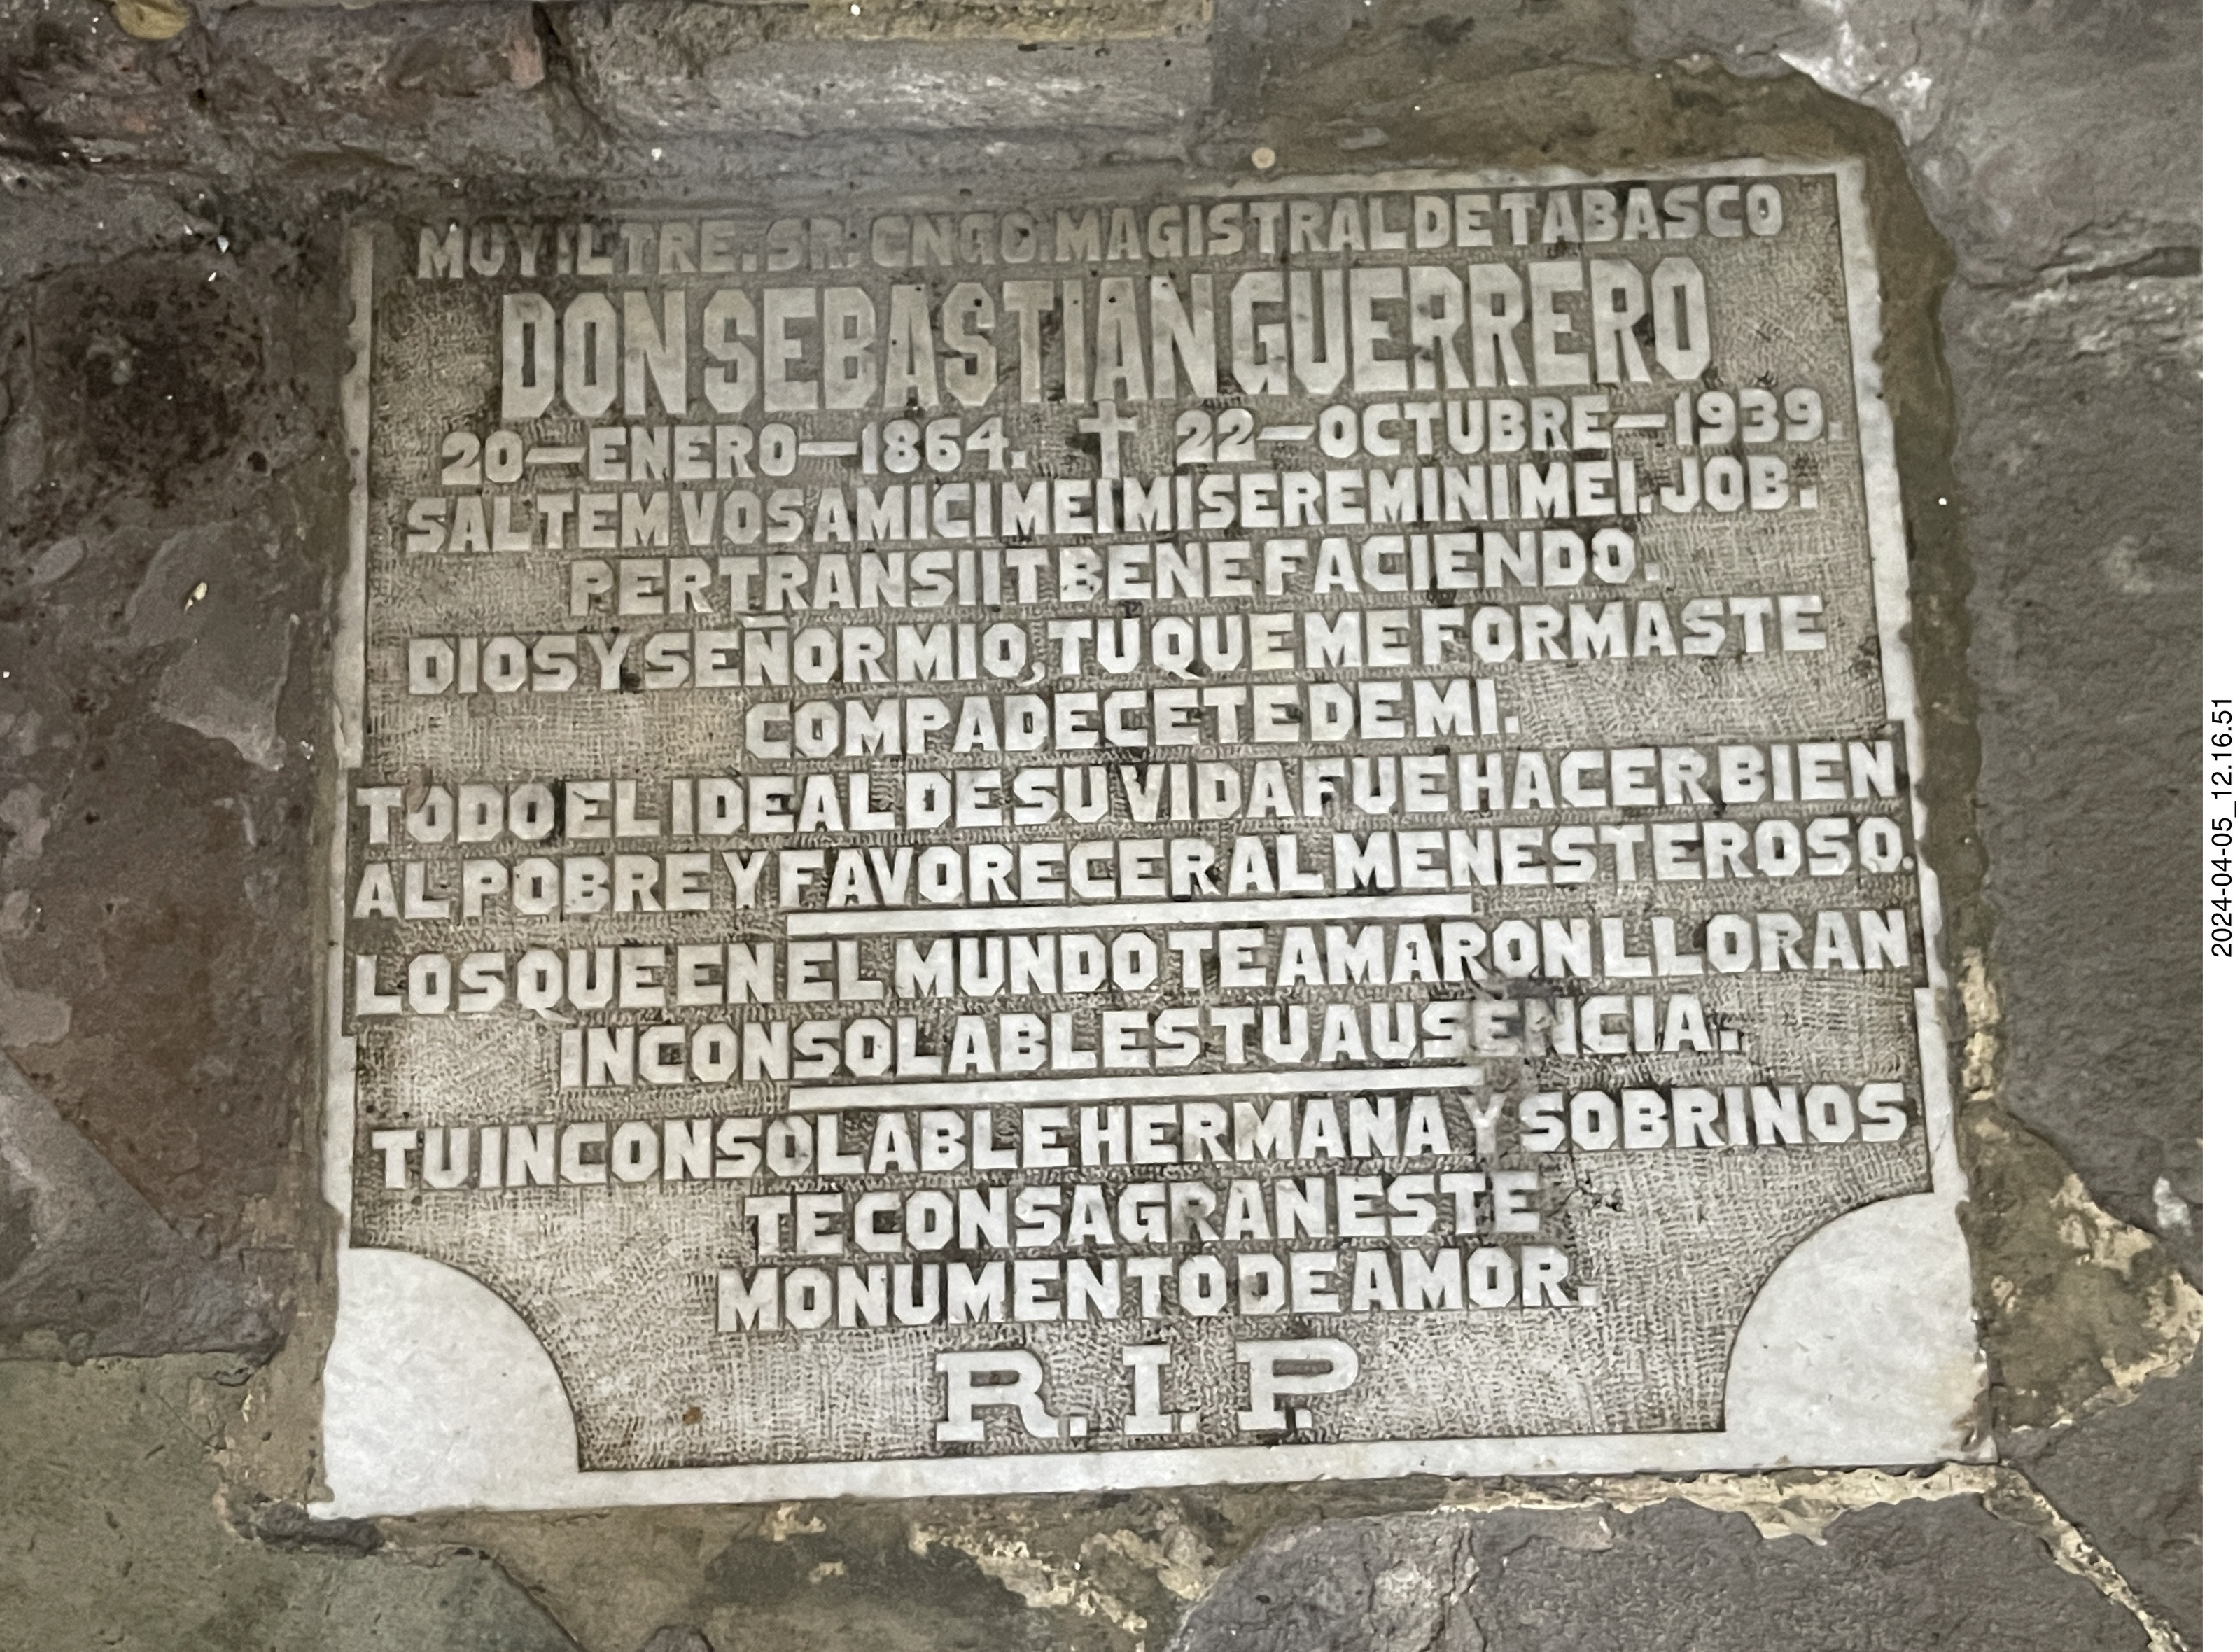 MUY ILTRE. SR. CNGO. MAGISTRAL DE TABASCO
DON SEBASTIAN GUERRERO
20—ENERO—1864. ✝ 22—OCTUBRE—1939.
SALTEM VOS AMICI MEI MISEREMINI MEI. JOB.
PERTRANSIIT BENEFACIENDO.
DIOS Y SEÑOR MIO, TU QUE ME FORMASTE
COMPADECETE DE MI.
TODO EL IDEAL DE SU VIDA FUE HACER BIEN
AL POBRE Y FAVORECER AL MENESTEROSO.
LOS QUE EN EL MUNDO TE AMARON LLORAN
INCONSOLABLES TU AUSENCIA.
TU INCONSOLABLE HERMANA Y SOBRINOS
TE CONSAGRAN ESTE
MONUMENTO DE AMOR.
R.I.P.
2024-04-05_12.16.51